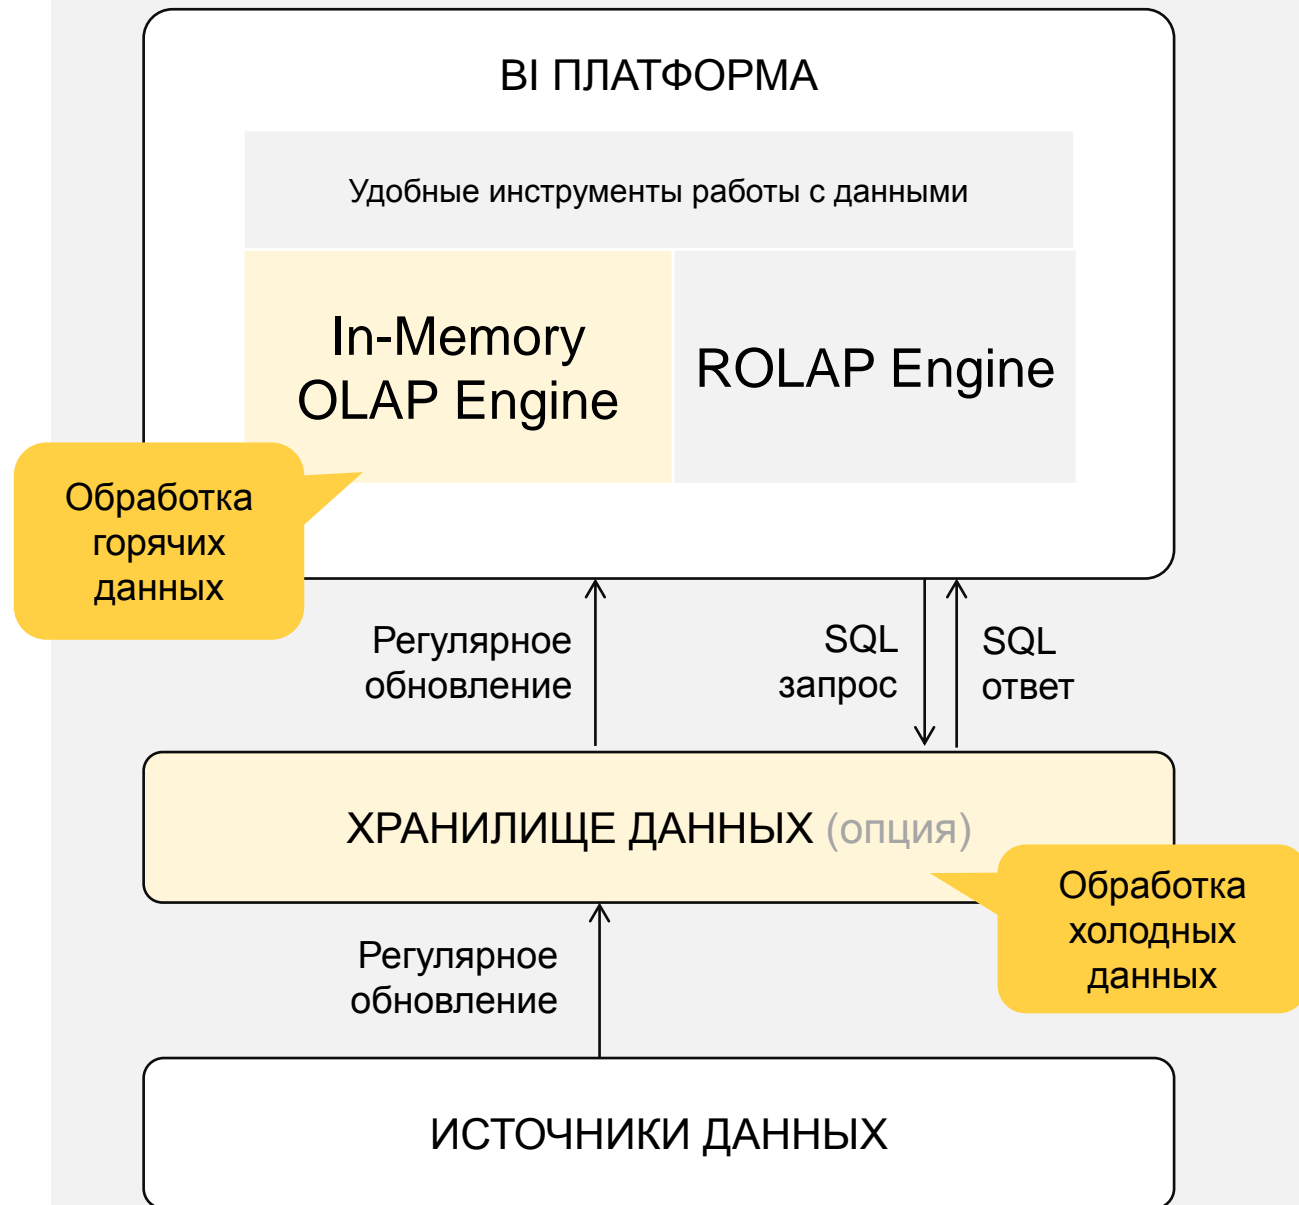 BI ПЛАТФОРМА
Удобные инструменты работы с данными
In-Memory
OLAP Engine
ROLAP Engine
Обработка
горячих
данных
Регулярное
обновление
SQL
запрос
SQL
ответ
ХРАНИЛИЩЕ ДАННЫХ (опция)
Обработка
холодных
данных
Регулярное
обновление
ИСТОЧНИКИ ДАННЫХ